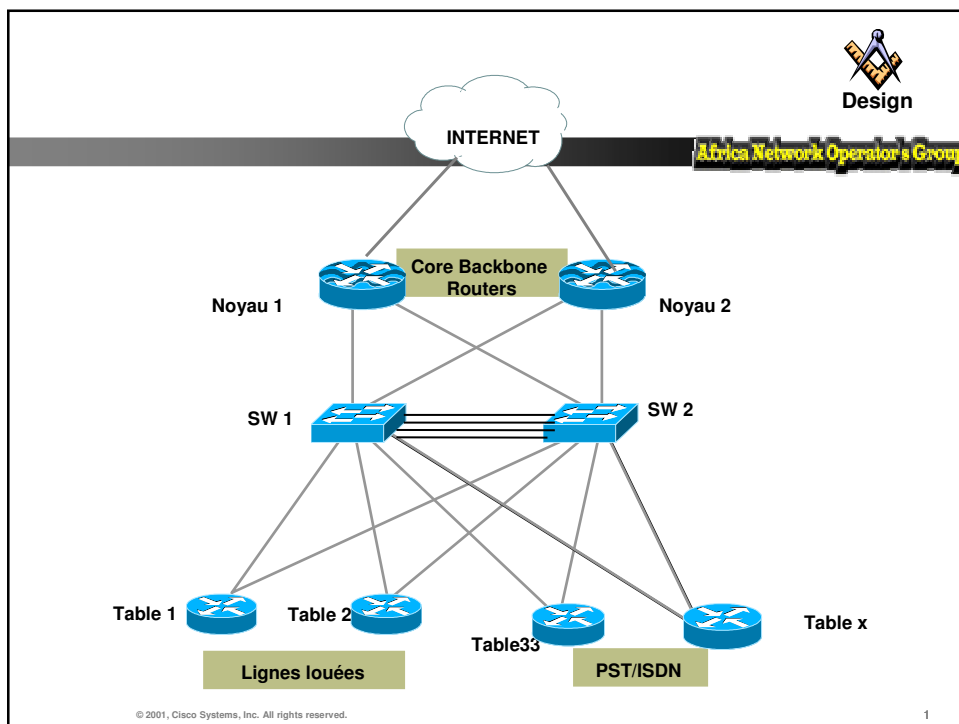 Design
INTERNET
Africa Network Operator's Group
Core Backbone
Routers
Noyau 1
Noyau 2
SW 1
SW 2
Table 1
Table 2
Table33
Table x
Lignes louées
PST/ISDN
© 2001, Cisco Systems, Inc. All rights reserved.
1